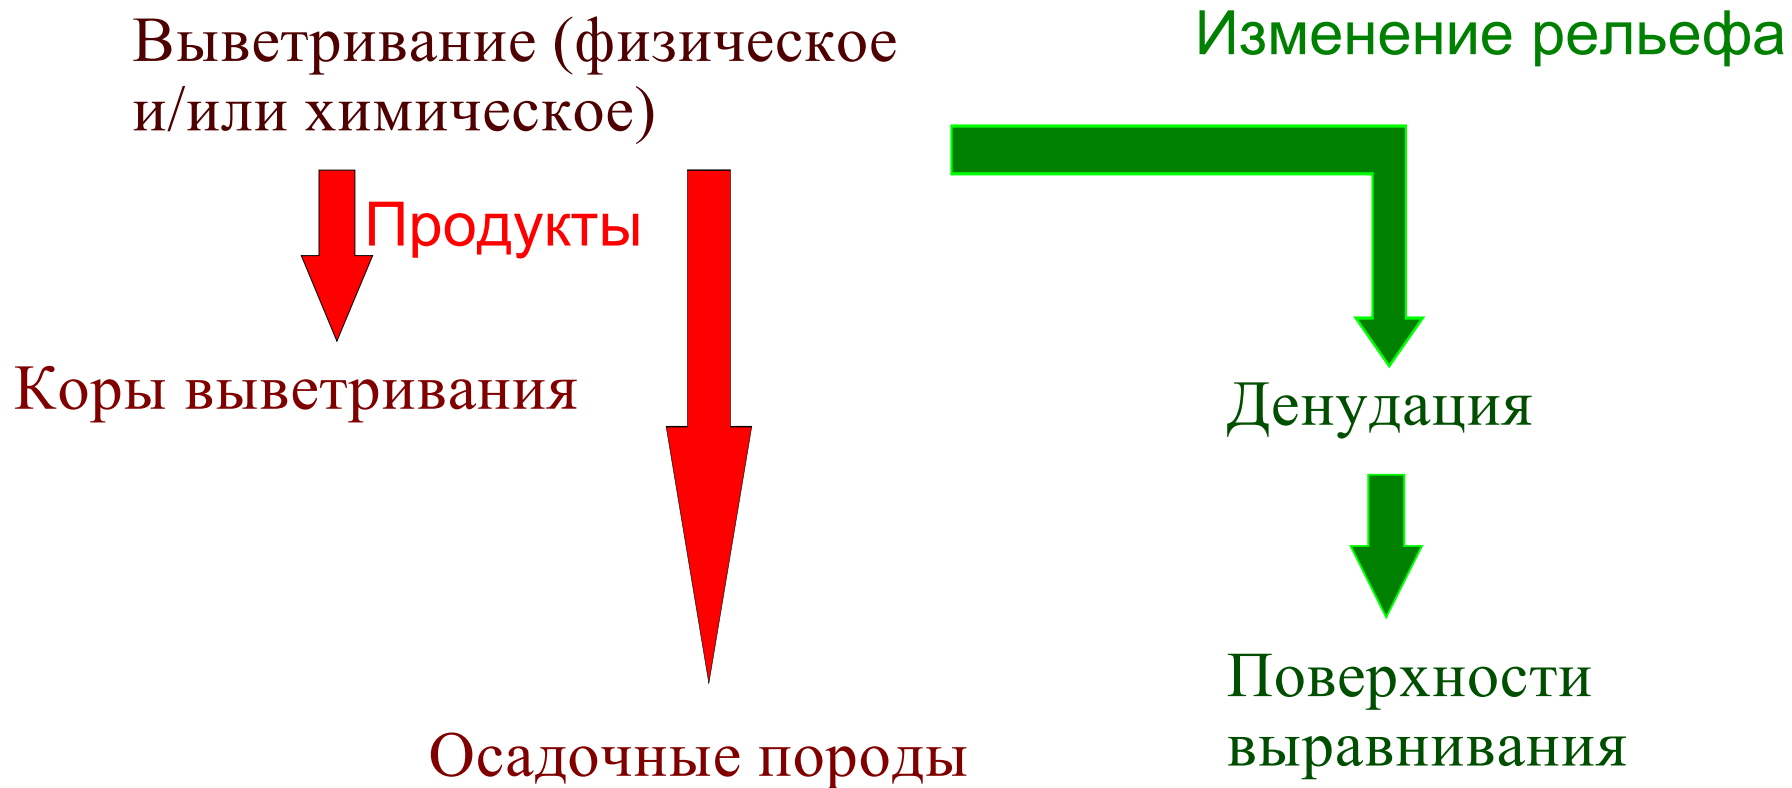 Выветривание (физическое
и/или химическое)
Изменение рельефа
Продукты
Коры выветривания
Денудация
Поверхности
выравнивания
Осадочные породы